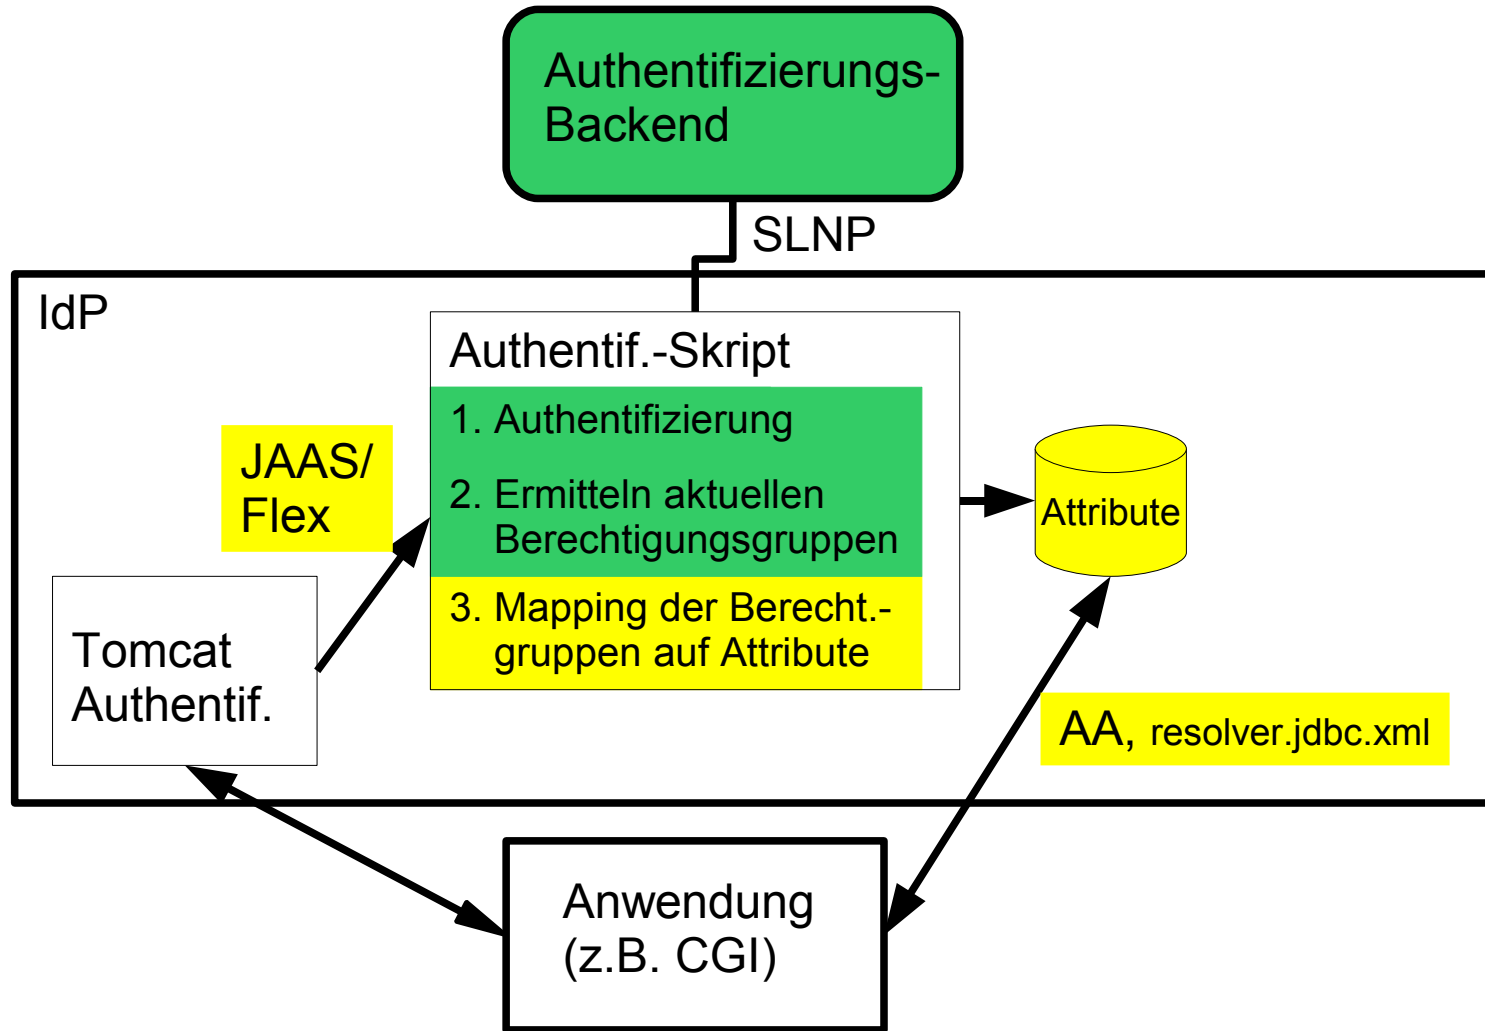 Authentifizierungs-
Backend
SLNP
IdP
Authentif.-Skript
1. Authentifizierung
2. Ermitteln aktuellen
Berechtigungsgruppen
3. Mapping der Berecht.-
gruppen auf Attribute
JAAS/
Flex
Attribute
Tomcat
Authentif.
AA, resolver.jdbc.xml
Anwendung
(z.B. CGI)